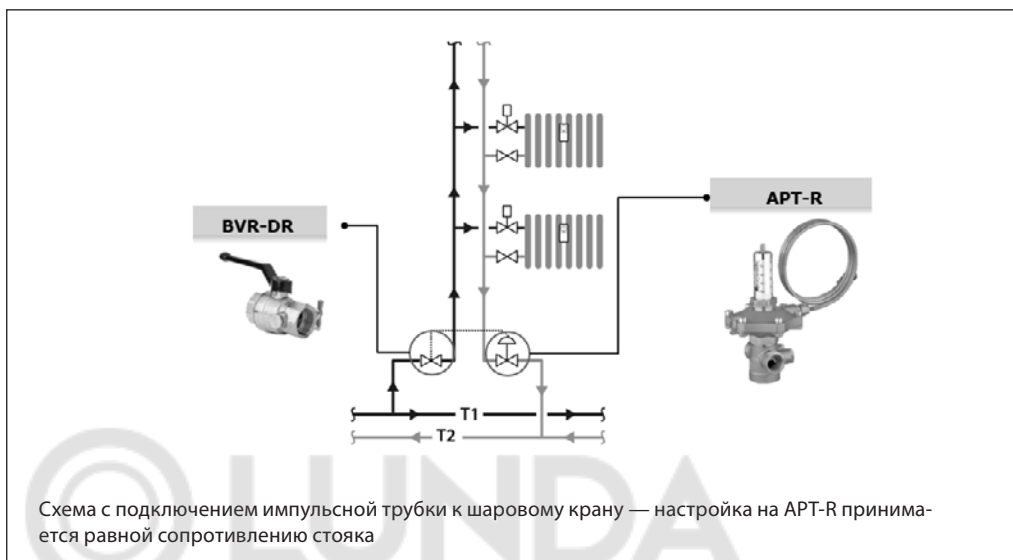 BVR-DR
APT-R
T1
T2
LUNDA
Схема с подключением импульсной трубки к шаровому крану — настройка на APT-R принима-
ется равной сопротивлению стояка